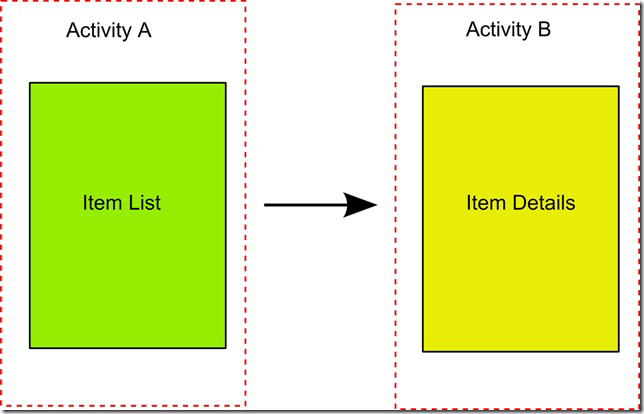 Activity A
Activity B
Item List
Item Details